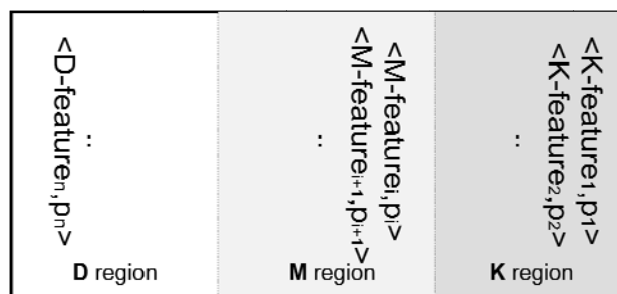 <D-featureₙ,pₙ>
..
D region
<M-featureᵢ,pᵢ>
<M-featureᵢ₊₁,pᵢ₊₁>
..
M region
<K-feature₁,p₁>
<K-feature₂,p₂>
..
K region